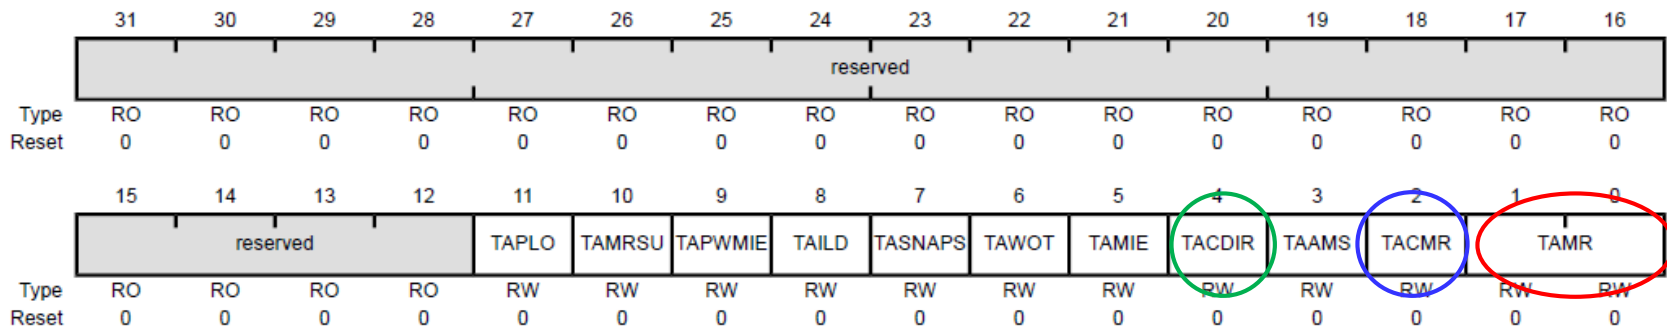 31 30 29 28 27 26 25 24 23 22 21 20 19 18 17 16
reserved
Type RO RO RO RO RO RO RO RO RO RO RO RO RO RO RO RO
Reset 0 0 0 0 0 0 0 0 0 0 0 0 0 0 0 0
15 14 13 12 11 10 9 8 7 6 5 4 3 2 1 0
reserved TAPLO TAMRSU TAPWMIE TAILD TASNAPS TAWOT TAMIE TACDIR TAAMS TACMR TAMR
Type RO RO RO RO RW RW RW RW RW RW RW RW RW RW RW RW
Reset 0 0 0 0 0 0 0 0 0 0 0 0 0 0 0 0